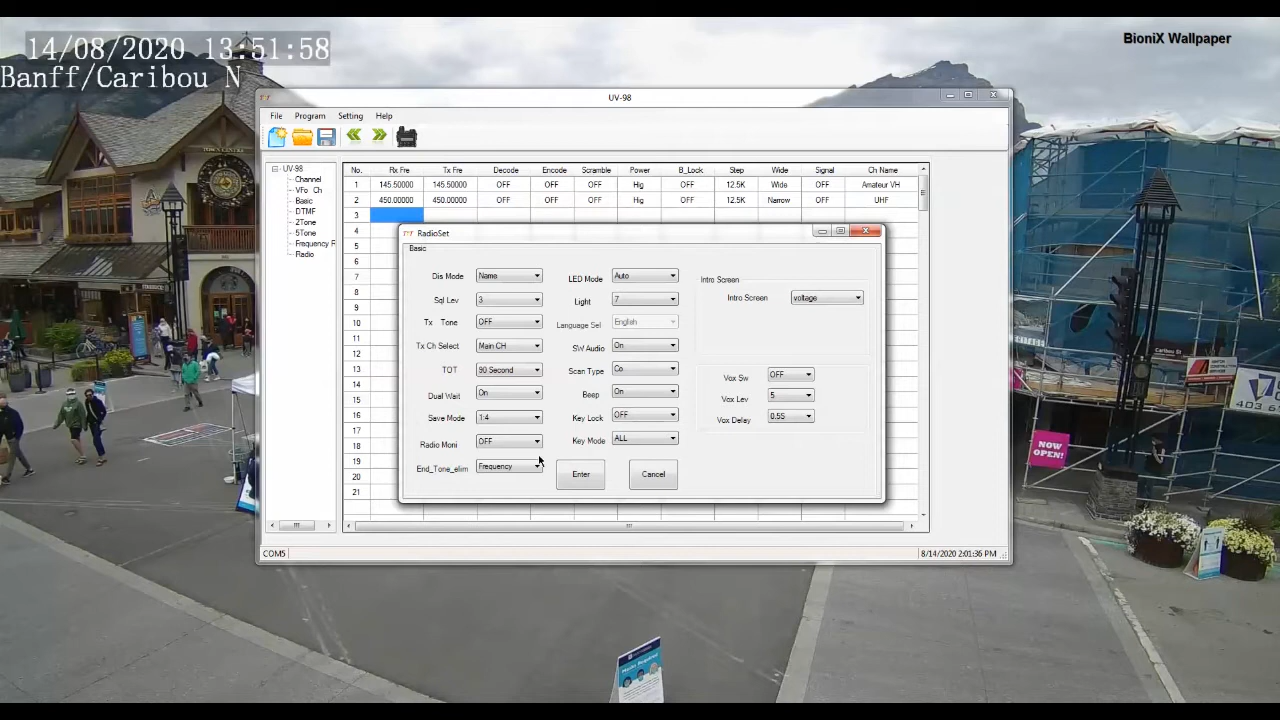 14/08/2020 13:51:58
Banff/Caribou N
BioniX Wallpaper
UV-98
File Program Setting Help
UV-98
Channel
VFo Ch
Basic
DTMF
2Tone
5Tone
Frequency F
Radio
No. Rx Fre Tx Fre Decode Encode Scramble Power B_Lock Step Wide Signal Ch Name
1 145.50000 145.50000 OFF OFF OFF Hig OFF 12.5K Wide OFF Amateur VH
2 450.00000 450.00000 OFF OFF OFF Hig OFF 12.5K Narrow OFF UHF
3
4
5
6
7
8
9
10
11
12
13
14
15
16
17
18
19
20
21
RadioSet
Basic
Dis Mode Name
Sql Lev 3
Tx Tone OFF
Tx Ch Select Main CH
TOT 90 Second
Dual Wait On
Save Mode 1:4
Radio Moni OFF
End_Tone_elim Frequency
LED Mode Auto
Light 7
Language Sel English
SW Audio On
Scan Type Co
Beep On
Key Lock OFF
Key Mode ALL
Enter Cancel
Intro Screen
Intro Screen voltage
Vox Sw OFF
Vox Lev 5
Vox Delay 0.5S
COM5
8/14/2020 2:01:36 PM
TOWN CENTRE
Caribou St
NOW
OPEN!
403 6